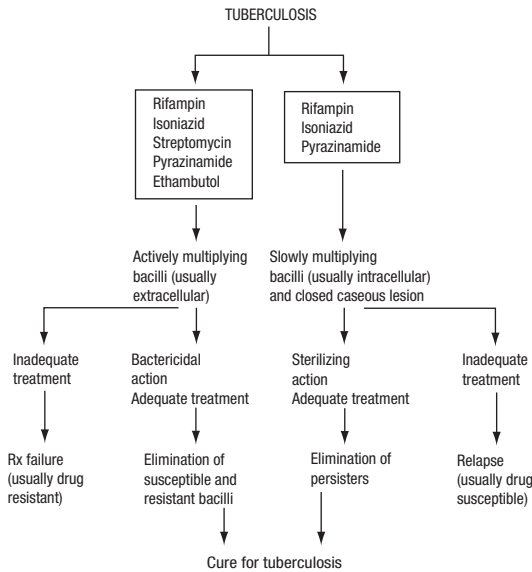 TUBERCULOSIS
Rifampin
Isoniazid
Streptomycin
Pyrazinamide
Ethambutol
Rifampin
Isoniazid
Pyrazinamide
Actively multiplying
bacilli (usually
extracellular)
Slowly multiplying
bacilli (usually intracellular)
and closed caseous lesion
Inadequate
treatment
Bactericidal
action
Adequate treatment
Sterilizing
action
Adequate treatment
Inadequate
treatment
Rx failure
(usually drug
resistant)
Elimination of
susceptible and
resistant bacilli
Elimination of
persisters
Relapse
(usually drug
susceptible)
Cure for tuberculosis